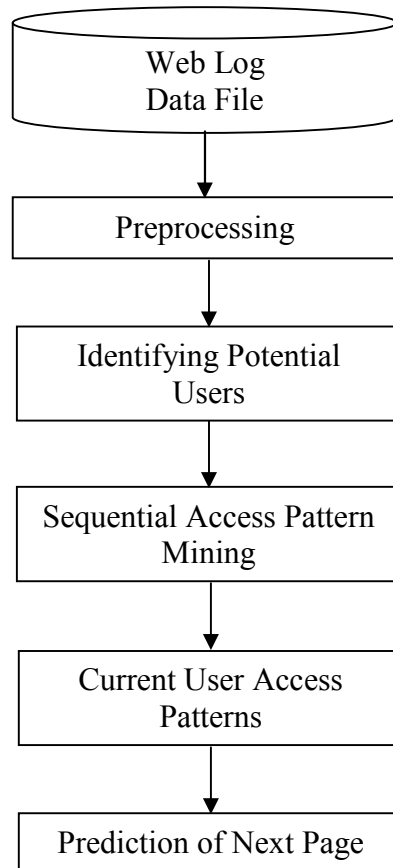 Web Log
Data File
Preprocessing
Identifying Potential
Users
Sequential Access Pattern
Mining
Current User Access
Patterns
Prediction of Next Page